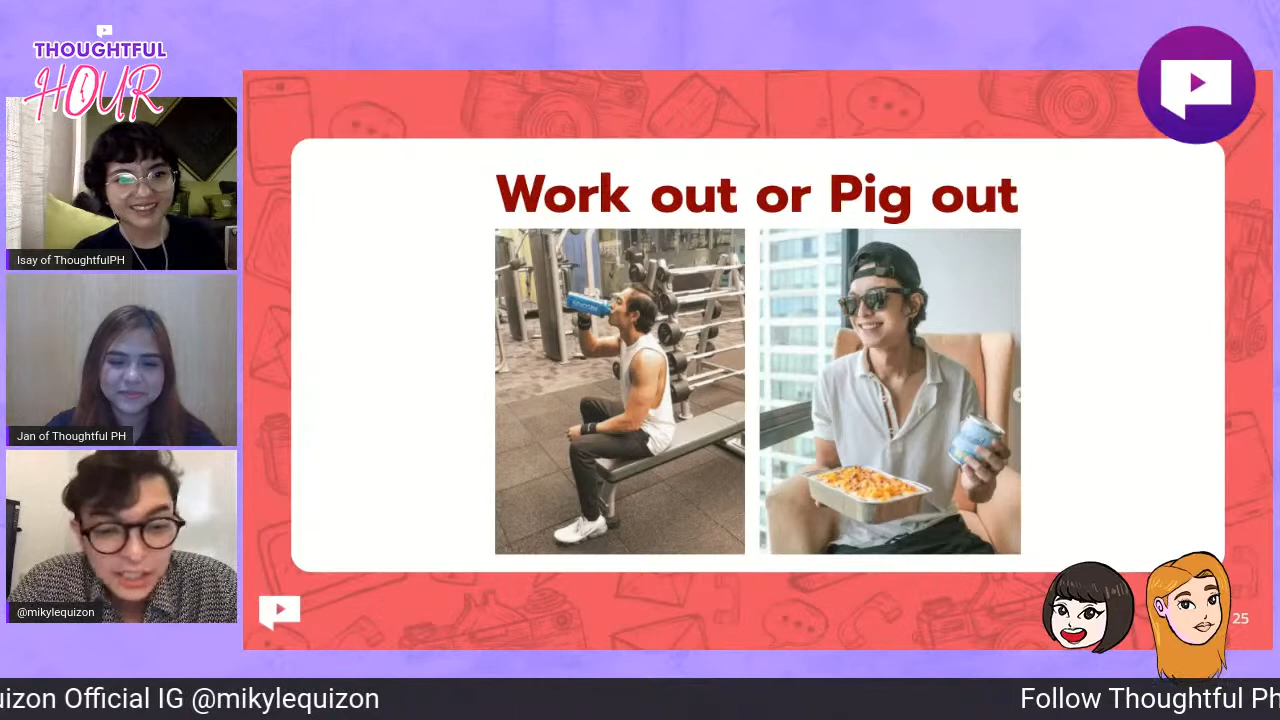 THOUGHTFUL
HOUR
Isay of ThoughtfulPH
Jan of Thoughtful PH
@mikylequizon
Work out or Pig out
25
uizon Official IG @mikylequizon
Follow Thoughtful Ph